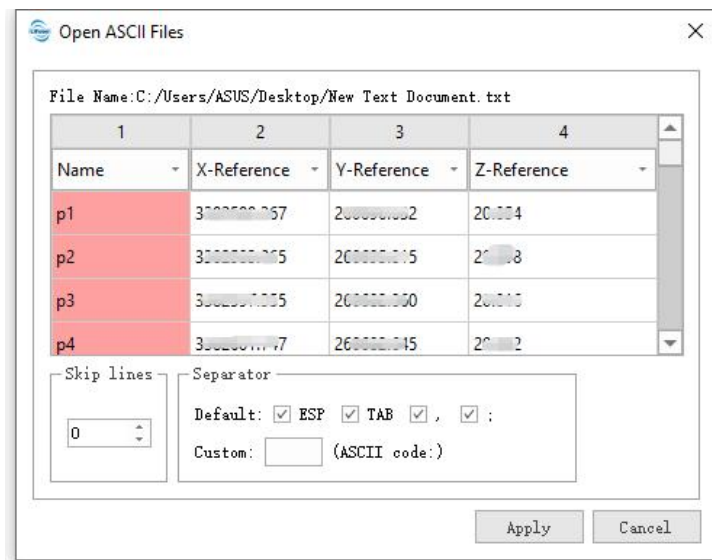 Open ASCII Files
File Name:C:/Users/ASUS/Desktop/New Text Document.txt
1 2 3 4
Name X-Reference Y-Reference Z-Reference
p1
p2
p3
p4
Skip lines
Separator
Default: ESP TAB , ;
0
Custom: (ASCII code:)
Apply Cancel